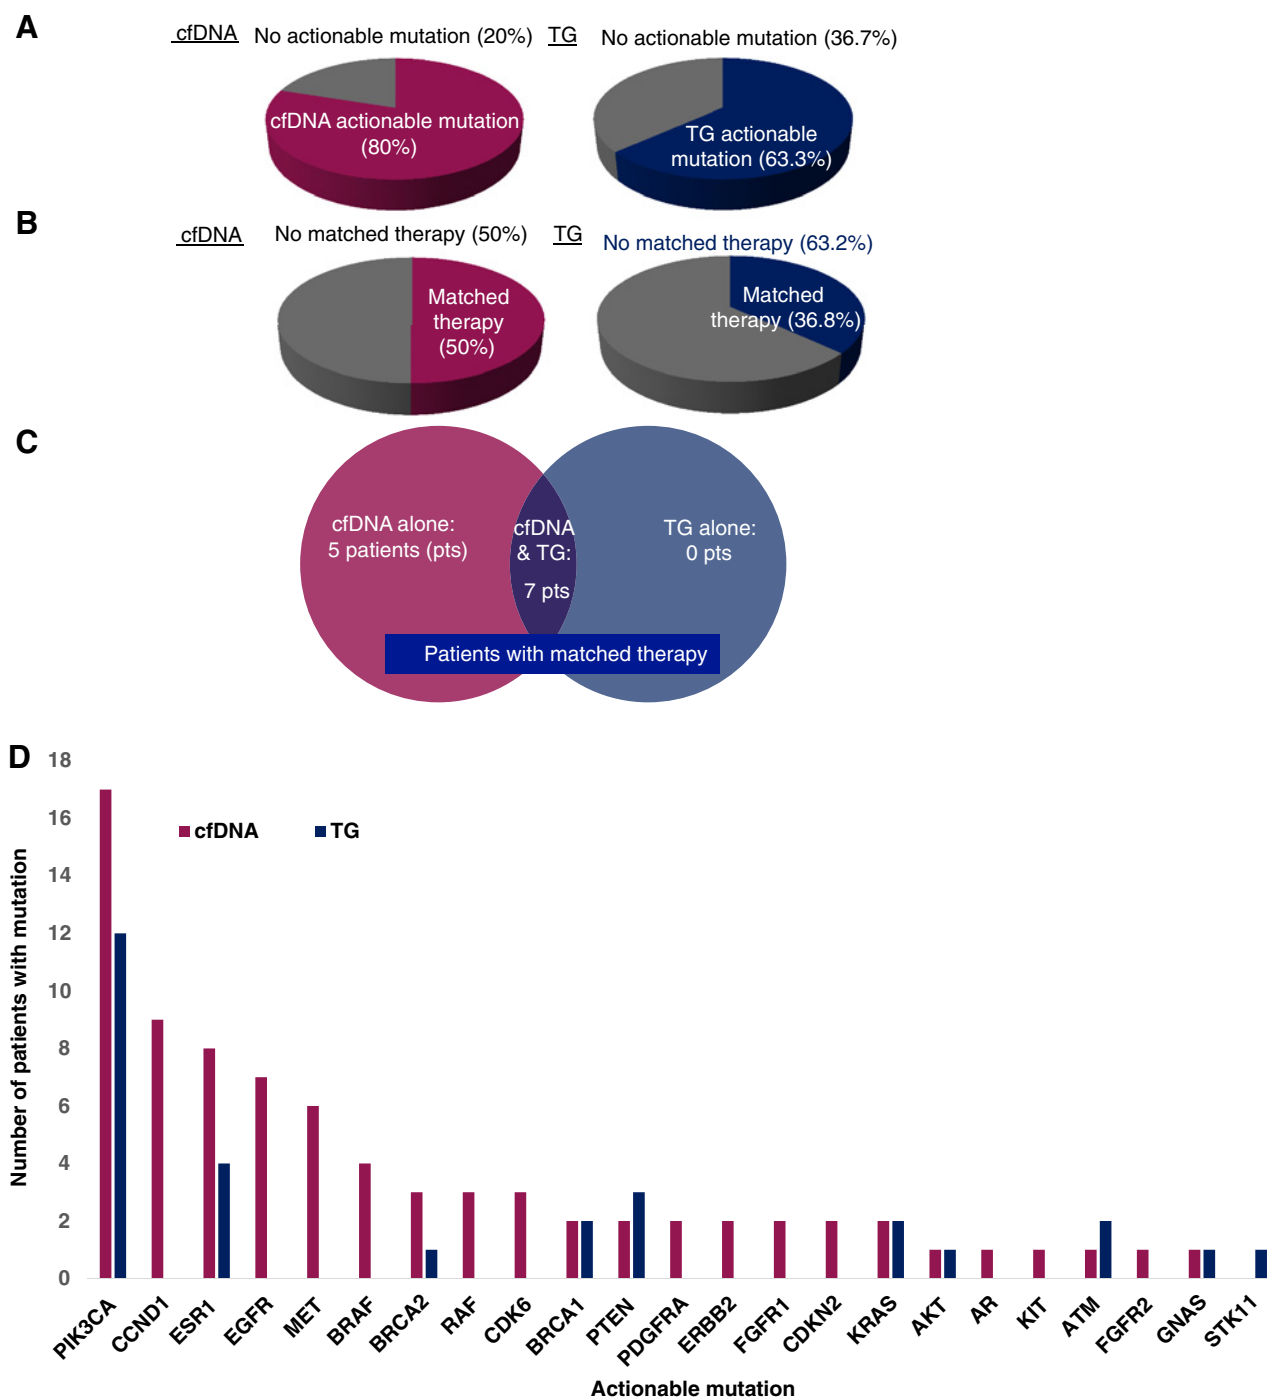 A
cfDNA No actionable mutation (20%) TG No actionable mutation (36.7%)
cfDNA actionable mutation
(80%)
TG actionable
mutation (63.3%)
B
cfDNA No matched therapy (50%) TG No matched therapy (63.2%)
Matched
therapy
(50%)
Matched
therapy (36.8%)
C
cfDNA alone:
5 patients (pts)
cfDNA
& TG:
7 pts
TG alone:
0 pts
Patients with matched therapy
D
Number of patients with mutation
18
16
14
12
10
8
6
4
2
0
cfDNA TG
PIK3CA CCND1 ESR1 EGFR MET BRAF BRCA2 RAF CDK6 BRCA1 PTEN PDGFRA ERBB2 FGFR1 CDKN2 KRAS AKT AR KIT ATM FGFR2 GNAS STK11
Actionable mutation